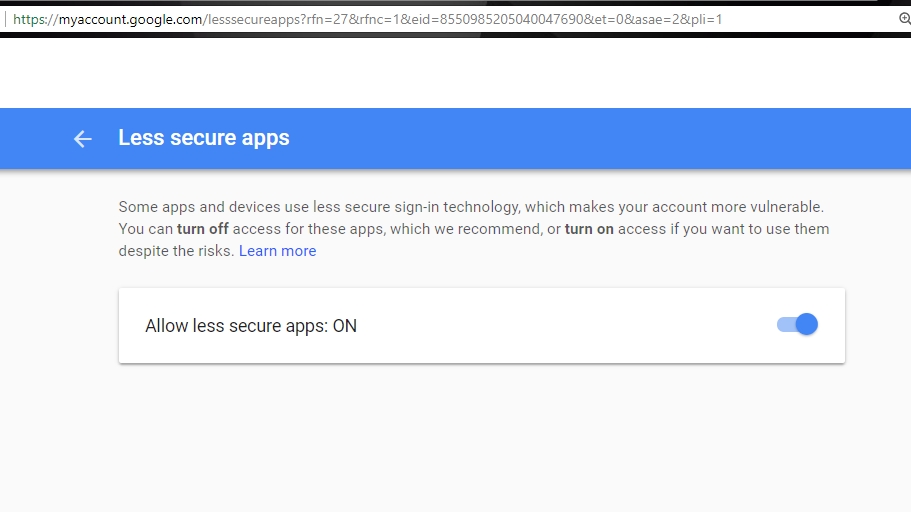 https://myaccount.google.com/lesssecureapps?rfn=27&rfnc=1&eid=8550985205040047690&et=0&asae=2&pli=1
Less secure apps
Some apps and devices use less secure sign-in technology, which makes your account more vulnerable.
You can turn off access for these apps, which we recommend, or turn on access if you want to use them
despite the risks. Learn more
Allow less secure apps: ON